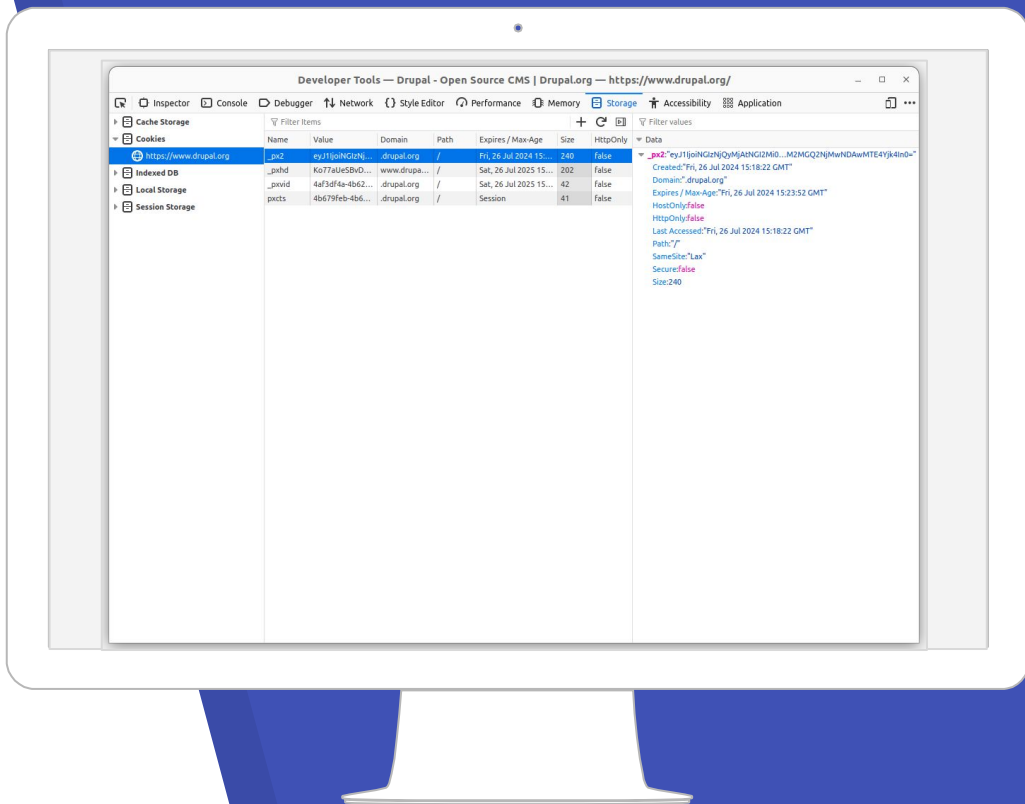 Developer Tools — Drupal - Open Source CMS | Drupal.org — https://www.drupal.org/
Inspector Console Debugger Network {} Style Editor Performance Memory Storage Accessibility Application
Cache Storage
Cookies
https://www.drupal.org
Indexed DB
Local Storage
Session Storage
Filter Items
Name Value Domain Path Expires / Max-Age Size HttpOnly
_px2 eyJ1IjoiNGIzNj... .drupal.org / Fri, 26 Jul 2024 15:... 240 false
_pxhd Ko77aUeSBvD... www.drupa... / Sat, 26 Jul 2025 15... 202 false
_pxvid 4af3df4a-4b62... .drupal.org / Sat, 26 Jul 2025 15... 42 false
pxcts 4b679feb-4b6... .drupal.org / Session 41 false
Filter values
Data
_px2:"eyJ1IjoiNGIzNjQyMjAtNGI2Mi0...M2MGQ2NjMwNDAwMTE4Yjk4In0="
Created:"Fri, 26 Jul 2024 15:18:22 GMT"
Domain:".drupal.org"
Expires / Max-Age:"Fri, 26 Jul 2024 15:23:52 GMT"
HostOnly:false
HttpOnly:false
Last Accessed:"Fri, 26 Jul 2024 15:18:22 GMT"
Path:"/"
SameSite:"Lax"
Secure:false
Size:240